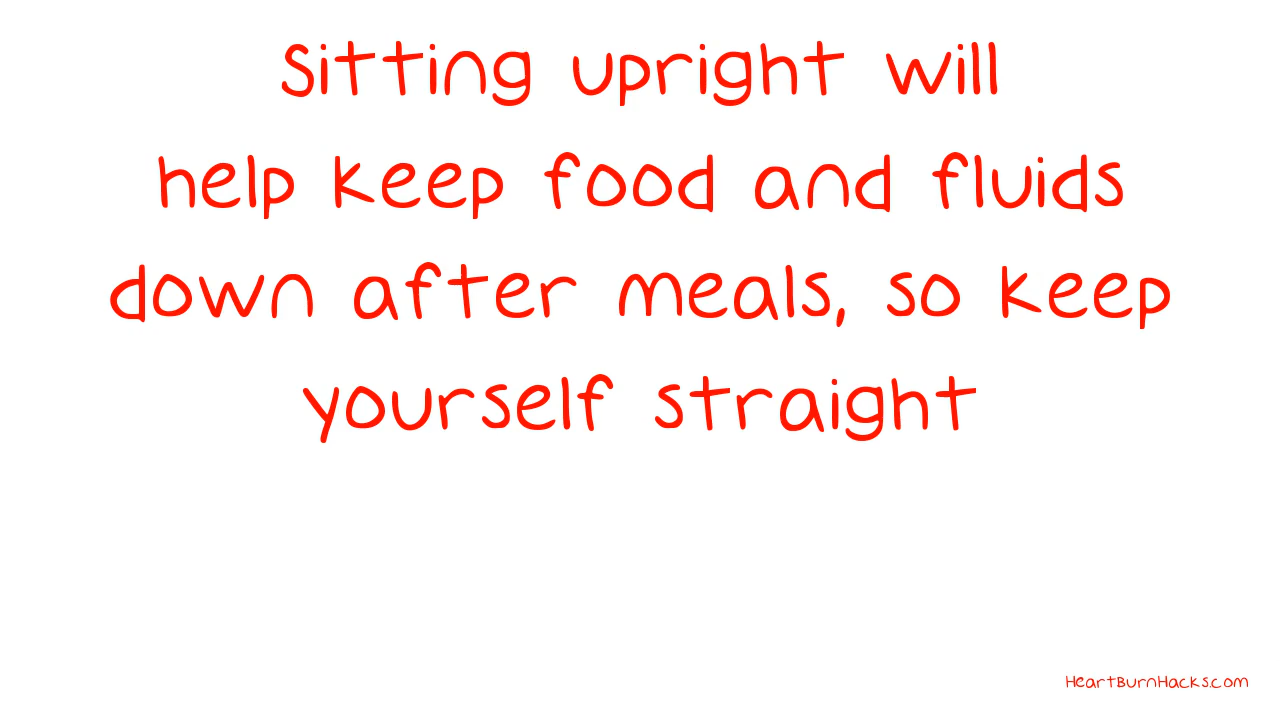 Sitting upright will
help keep food and fluids
down after meals, so keep
yourself straight
HeartBurnHacks.com